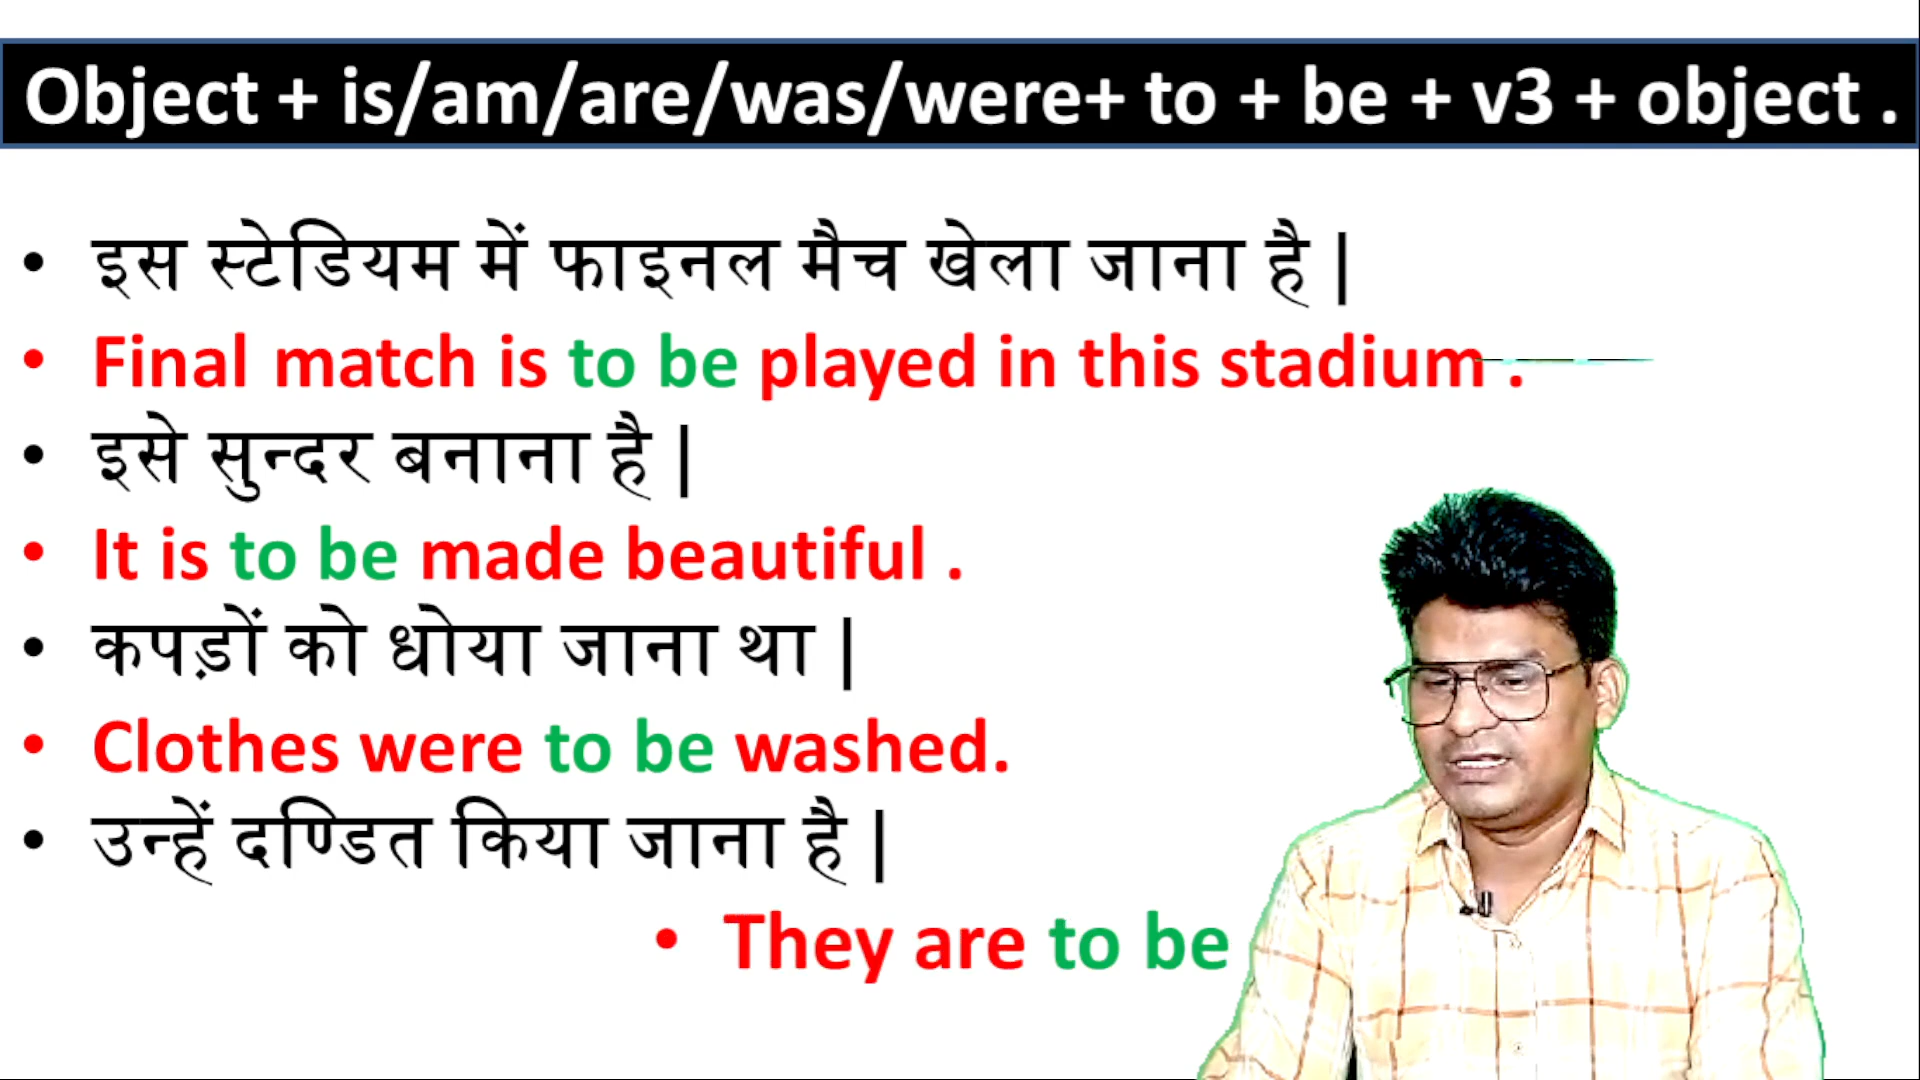 Object + is/am/are/was/were+ to + be + v3 + object .
• इस स्टेडियम में फाइनल मैच खेला जाना है |
• Final match is to be played in this stadium .
• इसे सुन्दर बनाना है |
• It is to be made beautiful .
• कपड़ों को धोया जाना था |
• Clothes were to be washed.
• उन्हें दण्डित किया जाना है |
• They are to be